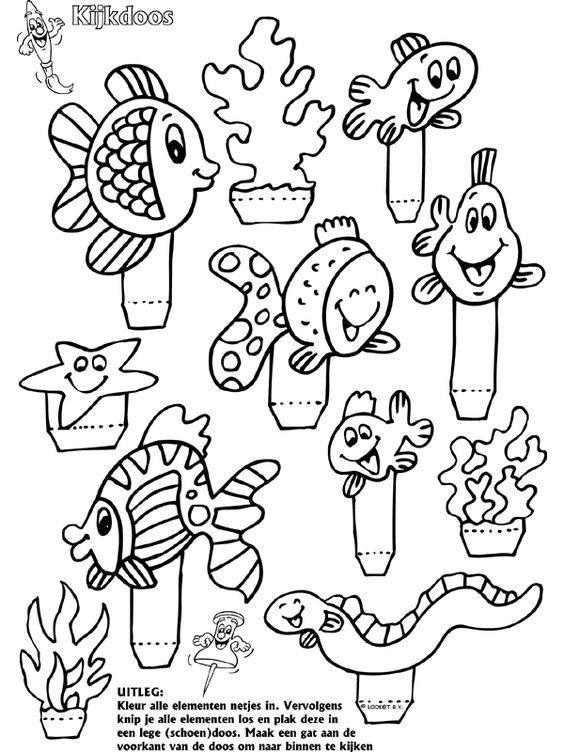 Kijkdoos
© LOOKET B.V.
UITLEG:
Kleur alle elementen netjes in. Vervolgens
knip je alle elementen los en plak deze in
een lege (schoen)doos. Maak een gat aan de
voorkant van de doos om naar binnen te kijken